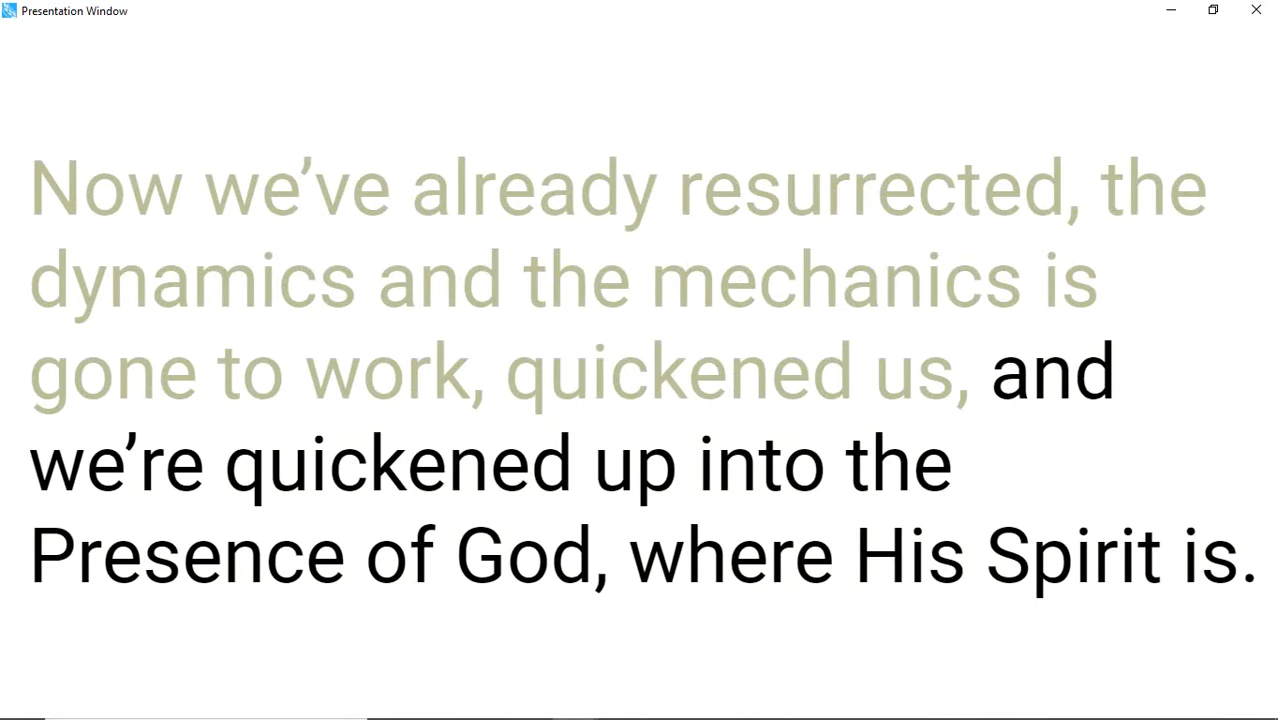 Presentation Window
Now we’ve already resurrected, the
dynamics and the mechanics is
gone to work, quickened us, and
we’re quickened up into the
Presence of God, where His Spirit is.